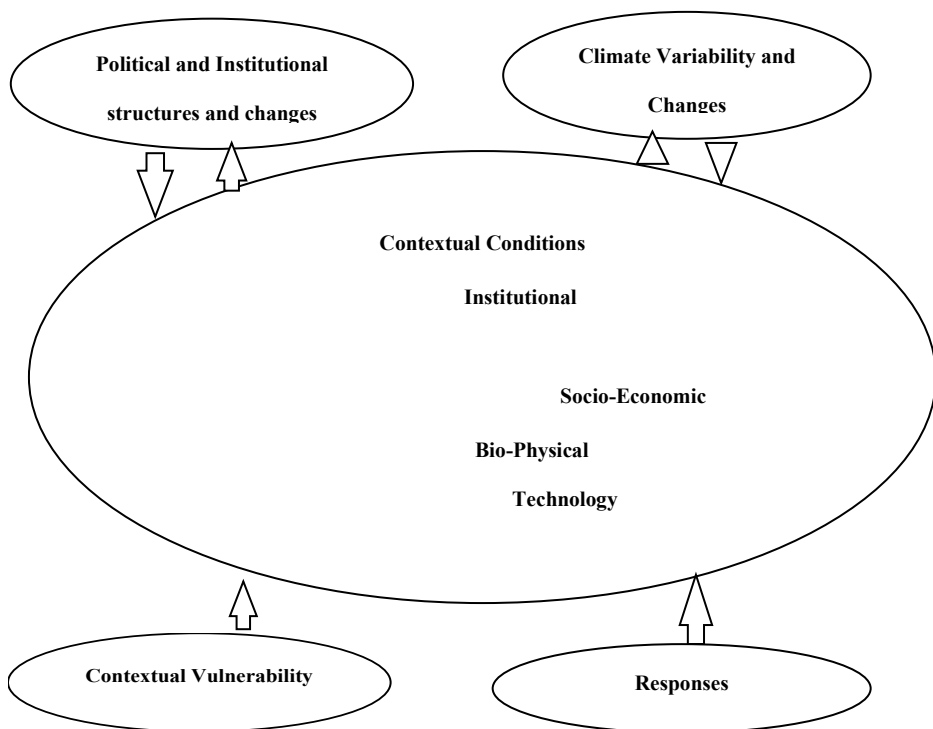 Political and Institutional
structures and changes
Climate Variability and
Changes
Contextual Conditions
Institutional
Socio-Economic
Bio-Physical
Technology
Contextual Vulnerability
Responses